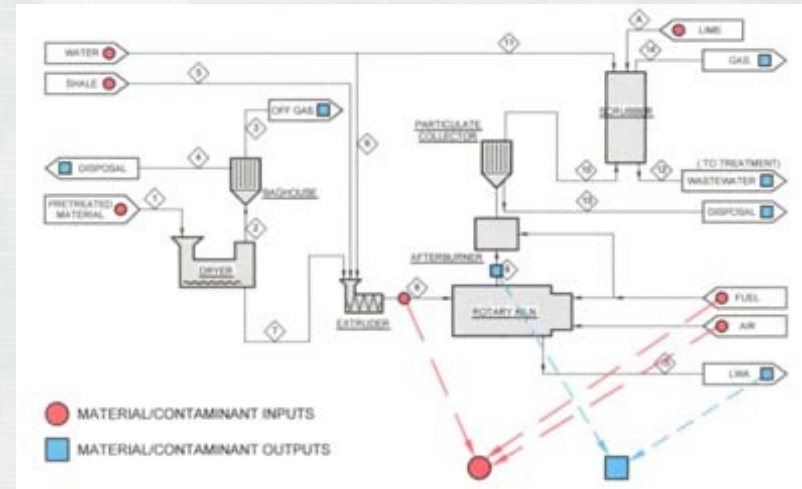 A
LIME
11
WATER
14
GAS
5
SHALE
SCRUBBER
OFF GAS
3
PARTICULATE
COLLECTOR
6
4
DISPOSAL
BAGHOUSE
10
12
( TO TREATMENT)
WASTEWATER
PRETREATED
MATERIAL
1
2
13
DISPOSAL
DRYER
AFTERBURNER
9
7
EXTRUDER
8
ROTARY KILN
FUEL
AIR
LWA
MATERIAL/CONTAMINANT INPUTS
MATERIAL/CONTAMINANT OUTPUTS